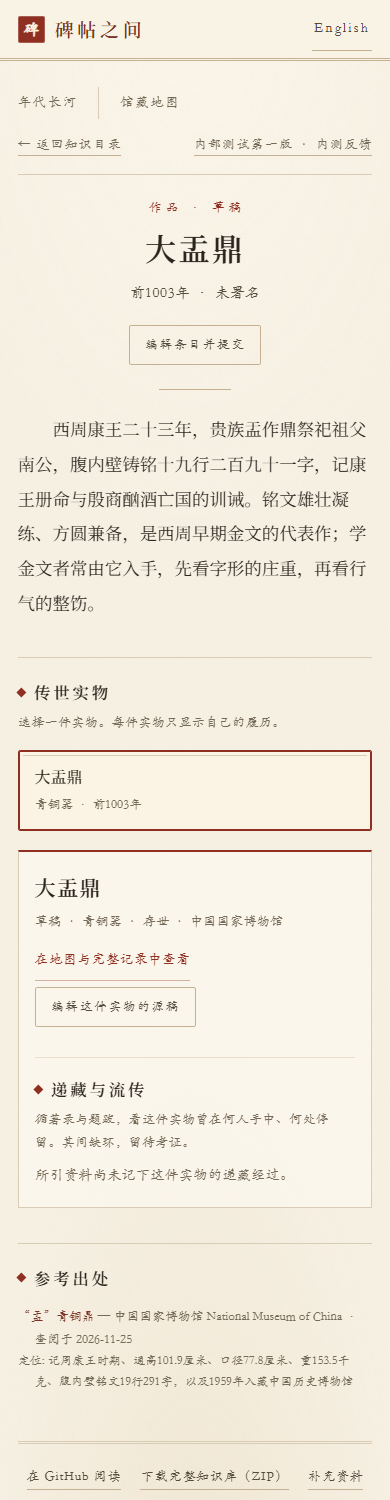 碑 碑帖之间 English
年代长河 馆藏地图
← 返回知识目录 内部测试第一版 · 内测反馈
作品 · 草稿
大盂鼎
前1003年 · 未署名
编辑条目并提交
西周康王二十三年，贵族盂作鼎祭祀祖父
南公，腹内壁铸铭十九行二百九十一字，记康
王册命与殷商酗酒亡国的训诫。铭文雄壮凝
练、方圆兼备，是西周早期金文的代表作；学
金文者常由它入手，先看字形的庄重，再看行
气的整饬。
传世实物
选择一件实物。每件实物只显示自己的履历。
大盂鼎
青铜器 · 前1003年
大盂鼎
草稿 · 青铜器 · 存世 · 中国国家博物馆
在地图与完整记录中查看
编辑这件实物的源稿
递藏与流传
循著录与题跋，看这件实物曾在何人手中、何处停
留。其间缺环，留待考证。
所引资料尚未记下这件实物的递藏经过。
参考出处
“盂”青铜鼎 — 中国国家博物馆 National Museum of China ·
查阅于 2026-11-25
定位: 记周康王时期、通高101.9厘米、口径77.8厘米、重153.5千
克、腹内壁铭文19行291字，以及1959年入藏中国历史博物馆
在 GitHub 阅读 下载完整知识库（ZIP） 补充资料